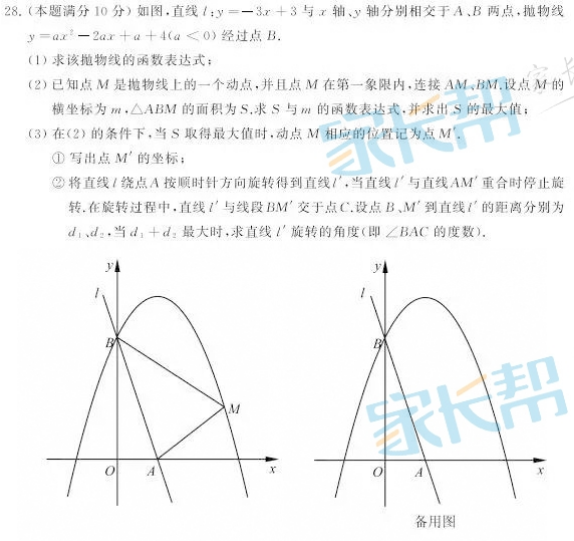 28.(本题满分10分)如图,直线l:y=-3x+3与x轴、y轴分别相交于A、B两点,抛物线
y=ax²-2ax+a+4(a<0)经过点B.
(1)求该抛物线的函数表达式;
(2)已知点M是抛物线上的一个动点,并且点M在第一象限内,连接AM、BM.设点M的
横坐标为m,△ABM的面积为S.求S与m的函数表达式,并求出S的最大值;
(3)在(2)的条件下,当S取得最大值时,动点M相应的位置记为点M′.
①写出点M′的坐标;
②将直线l绕点A按顺时针方向旋转得到直线l′,当直线l′与直线AM′重合时停止旋
转.在旋转过程中,直线l′与线段BM′交于点C.设点B、M′到直线l′的距离分别为
d₁、d₂,当d₁+d₂最大时,求直线l′旋转的角度(即∠BAC的度数).
家长帮
家长
y
l
B
M
O
A
x
y
l
B
O
A
x
家长帮
备用图